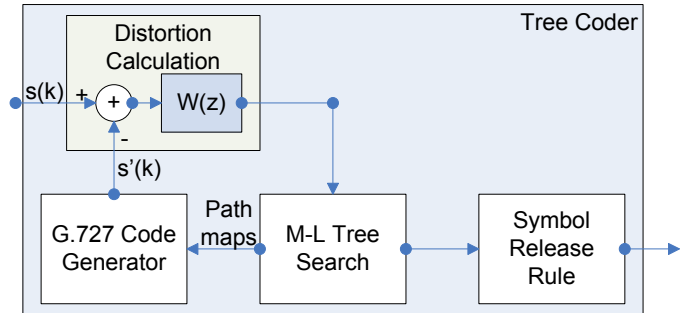 Tree Coder
Distortion
Calculation
s(k)
+
+
W(z)
-
s'(k)
G.727 Code
Generator
Path
maps
M-L Tree
Search
Symbol
Release
Rule